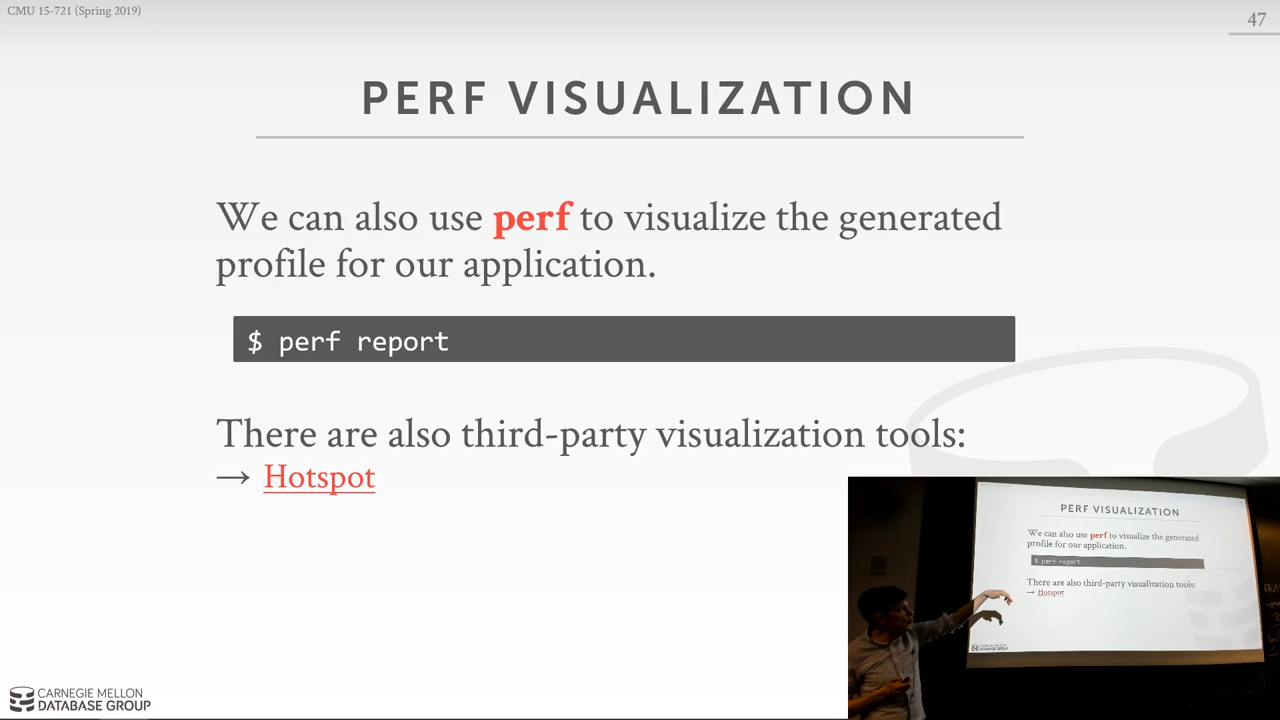 CMU 15-721 (Spring 2019)
47
PERF VISUALIZATION
We can also use perf to visualize the generated
profile for our application.
$ perf report
There are also third-party visualization tools:
→ Hotspot
PERF VISUALIZATION
We can also use perf to visualize the generated
profile for our application.
$ perf report
There are also third-party visualization tools:
→ Hotspot
CARNEGIE MELLON
DATABASE GROUP